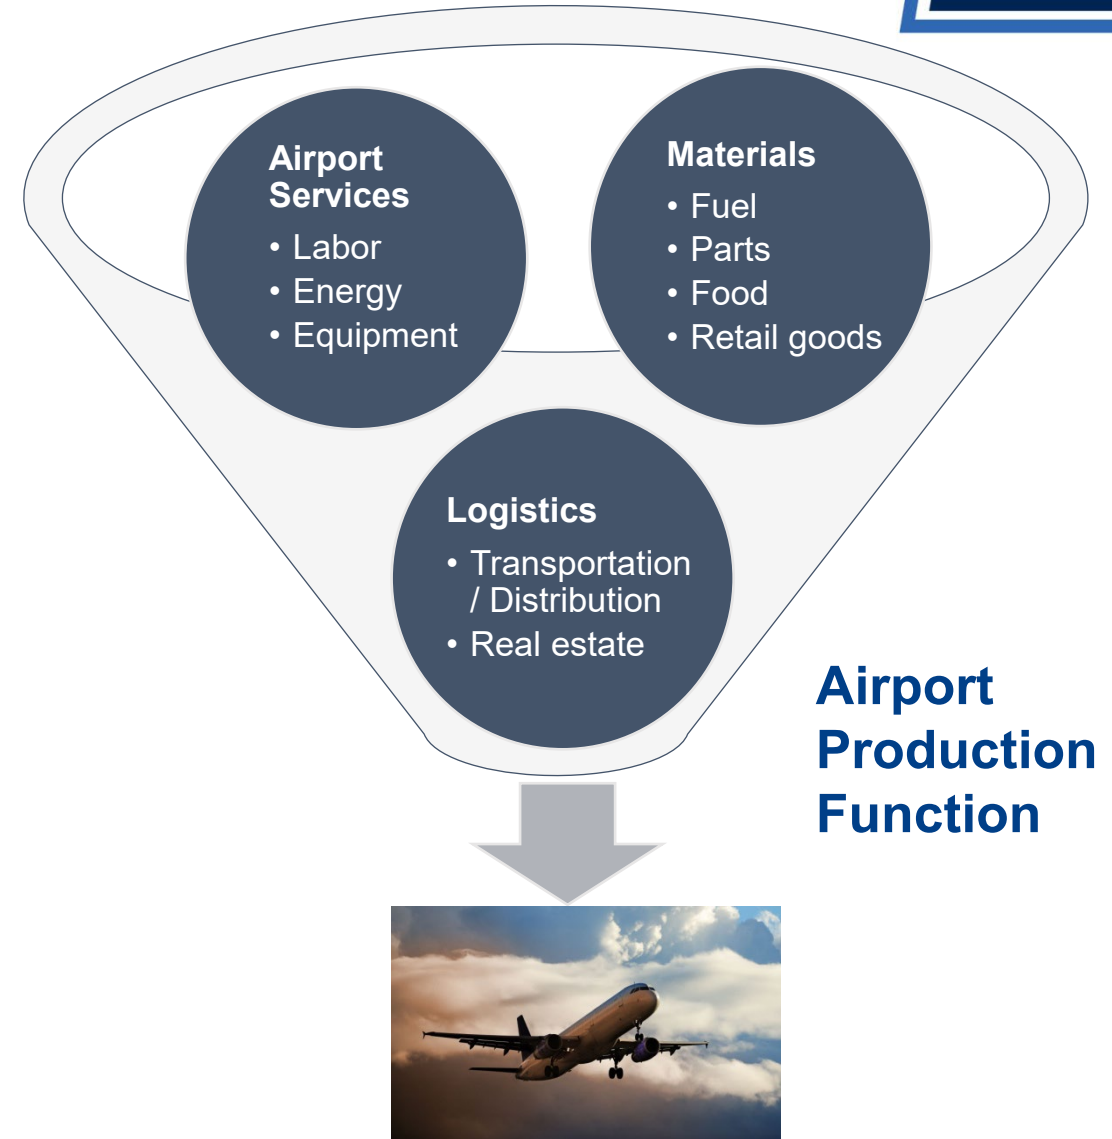 Airport
Services
• Labor
• Energy
• Equipment
Materials
• Fuel
• Parts
• Food
• Retail goods
Logistics
• Transportation
/ Distribution
• Real estate
Airport
Production
Function